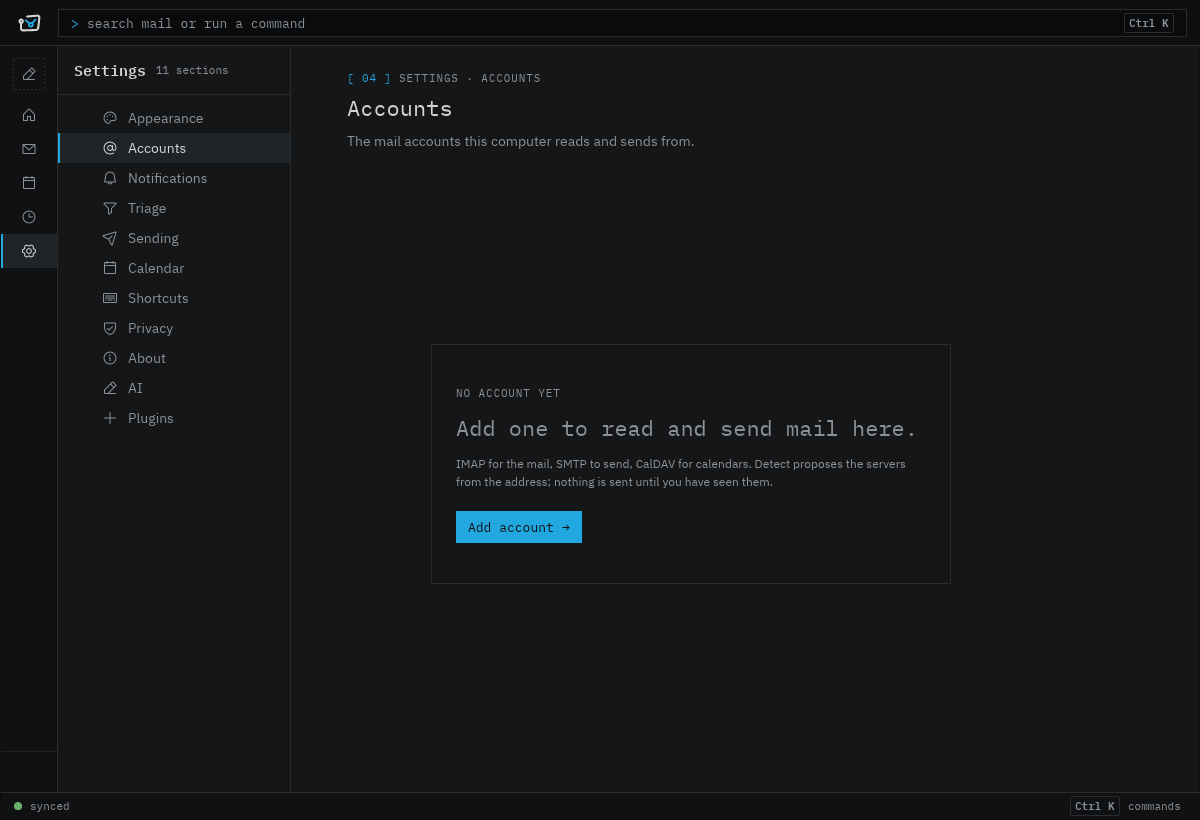 > search mail or run a command
Ctrl K
Settings 11 sections
Appearance
Accounts
Notifications
Triage
Sending
Calendar
Shortcuts
Privacy
About
AI
Plugins
[ 04 ] SETTINGS · ACCOUNTS
Accounts
The mail accounts this computer reads and sends from.
NO ACCOUNT YET
Add one to read and send mail here.
IMAP for the mail, SMTP to send, CalDAV for calendars. Detect proposes the servers
from the address; nothing is sent until you have seen them.
Add account →
synced
Ctrl K commands